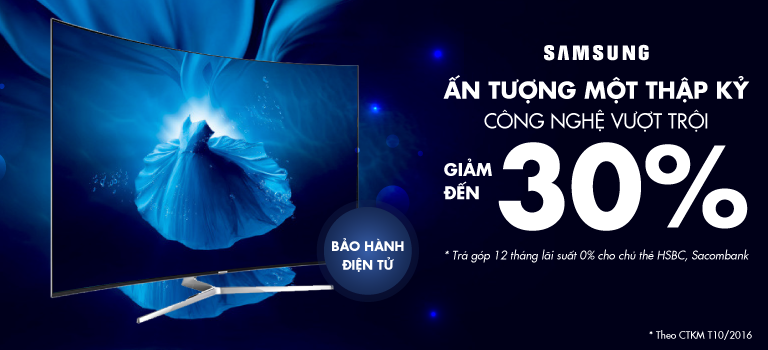 SAMSUNG
ẤN TƯỢNG MỘT THẬP KỶ
CÔNG NGHỆ VƯỢT TRỘI
GIẢM
ĐẾN
30%
* Trả góp 12 tháng lãi suất 0% cho chủ thẻ HSBC, Sacombank
BẢO HÀNH
ĐIỆN TỬ
* Theo CTKM T10/2016